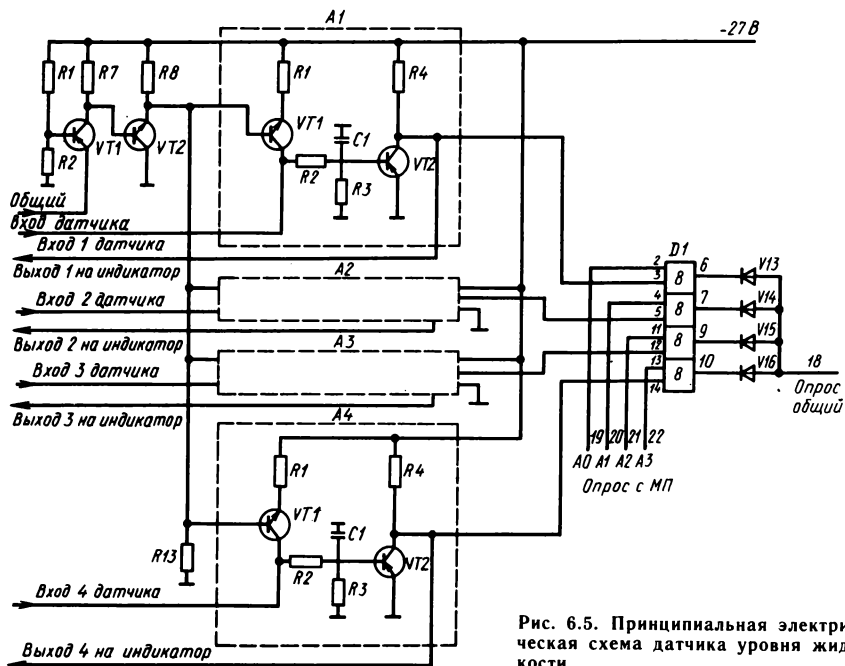 A1
-27 В
R1
R7
R8
R1
R4
VT1
VT2
VT1
C1
VT2
R2
R2
R3
Общий
вход датчика
Вход 1 датчика
Выход 1 на индикатор
A2
Вход 2 датчика
Выход 2 на индикатор
A3
Вход 3 датчика
Выход 3 на индикатор
A4
D1
2
3
8
6
V13
4
5
8
7
V14
11
12
8
9
V15
13
14
8
10
V16
18
Опрос
общий
19 20 21 22
A0 A1 A2 A3
Опрос с МП
R1
R4
VT1
C1
R13
R2
R3
VT2
Вход 4 датчика
Выход 4 на индикатор
Рис. 6.5. Принципиальная электри-
ческая схема датчика уровня жид-
кости